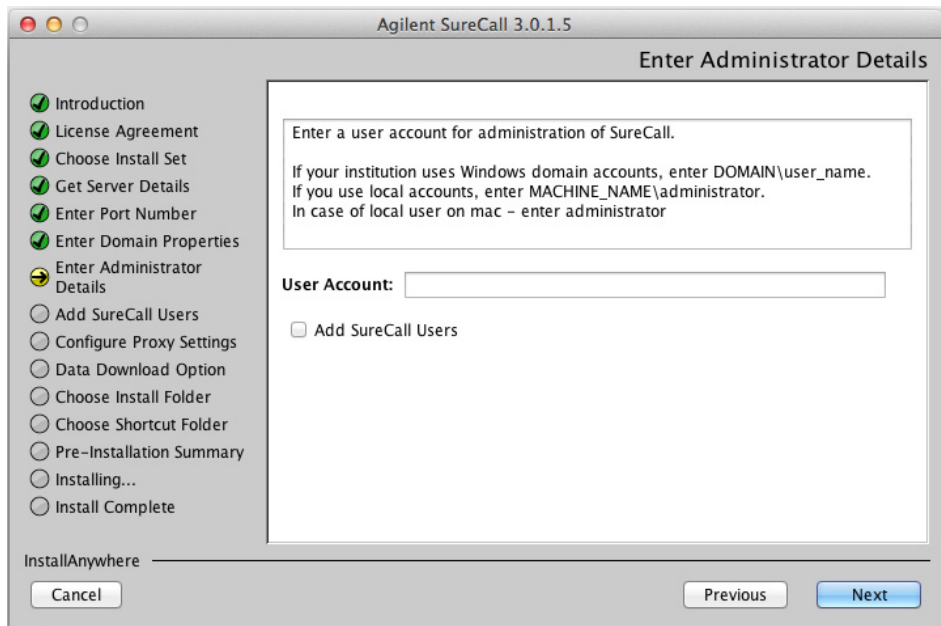 Agilent SureCall 3.0.1.5
Enter Administrator Details
Introduction
License Agreement
Choose Install Set
Get Server Details
Enter Port Number
Enter Domain Properties
Enter Administrator
Details
Add SureCall Users
Configure Proxy Settings
Data Download Option
Choose Install Folder
Choose Shortcut Folder
Pre-Installation Summary
Installing...
Install Complete
Enter a user account for administration of SureCall.
If your institution uses Windows domain accounts, enter DOMAIN\user_name.
If you use local accounts, enter MACHINE_NAME\administrator.
In case of local user on mac – enter administrator
User Account:
Add SureCall Users
InstallAnywhere
Cancel
Previous
Next